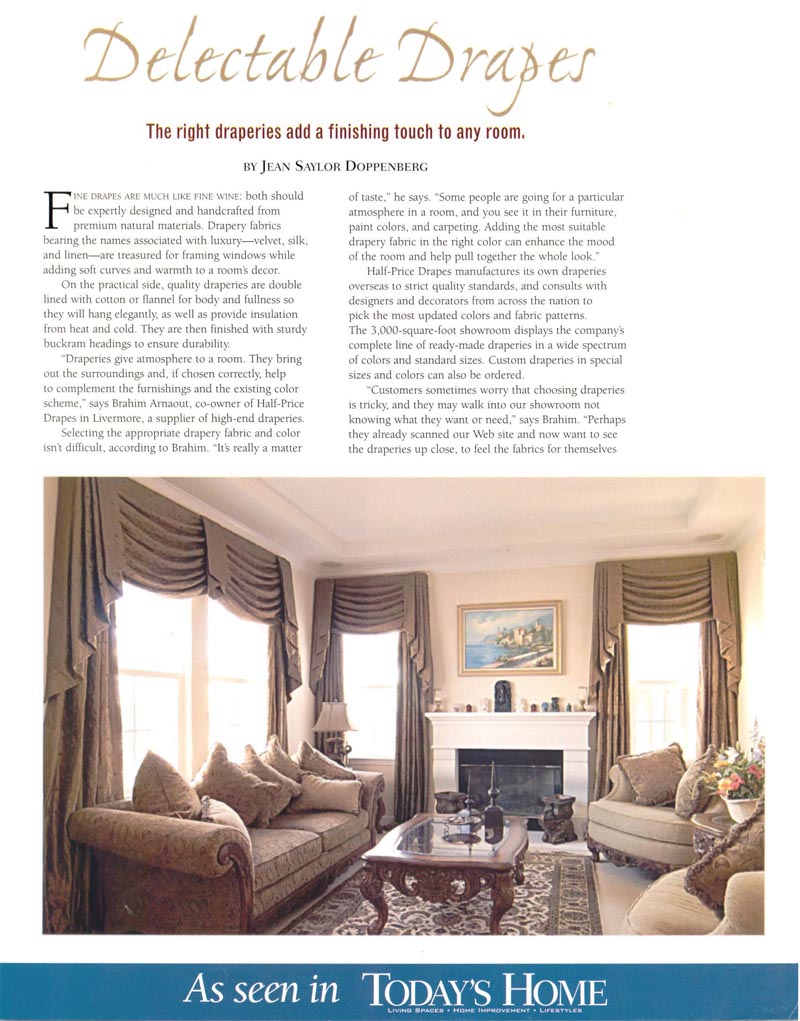 Delectable Drapes
The right draperies add a finishing touch to any room.
BY JEAN SAYLOR DOPPENBERG
FINE DRAPES ARE MUCH LIKE FINE WINE: both should
be expertly designed and handcrafted from
premium natural materials. Drapery fabrics
bearing the names associated with luxury—velvet, silk,
and linen—are treasured for framing windows while
adding soft curves and warmth to a room's decor.
On the practical side, quality draperies are double
lined with cotton or flannel for body and fullness so
they will hang elegantly, as well as provide insulation
from heat and cold. They are then finished with sturdy
buckram headings to ensure durability.
“Draperies give atmosphere to a room. They bring
out the surroundings and, if chosen correctly, help
to complement the furnishings and the existing color
scheme,” says Brahim Arnaout, co-owner of Half-Price
Drapes in Livermore, a supplier of high-end draperies.
Selecting the appropriate drapery fabric and color
isn't difficult, according to Brahim. “It's really a matter
of taste,” he says. “Some people are going for a particular
atmosphere in a room, and you see it in their furniture,
paint colors, and carpeting. Adding the most suitable
drapery fabric in the right color can enhance the mood
of the room and help pull together the whole look.”
Half-Price Drapes manufactures its own draperies
overseas to strict quality standards, and consults with
designers and decorators from across the nation to
pick the most updated colors and fabric patterns.
The 3,000-square-foot showroom displays the company's
complete line of ready-made draperies in a wide spectrum
of colors and standard sizes. Custom draperies in special
sizes and colors can also be ordered.
“Customers sometimes worry that choosing draperies
is tricky, and they may walk into our showroom not
knowing what they want or need,” says Brahim. “Perhaps
they already scanned our Web site and now want to see
the draperies up close, to feel the fabrics for themselves
As seen in TODAY'S HOME
LIVING SPACES • HOME IMPROVEMENT • LIFESTYLES